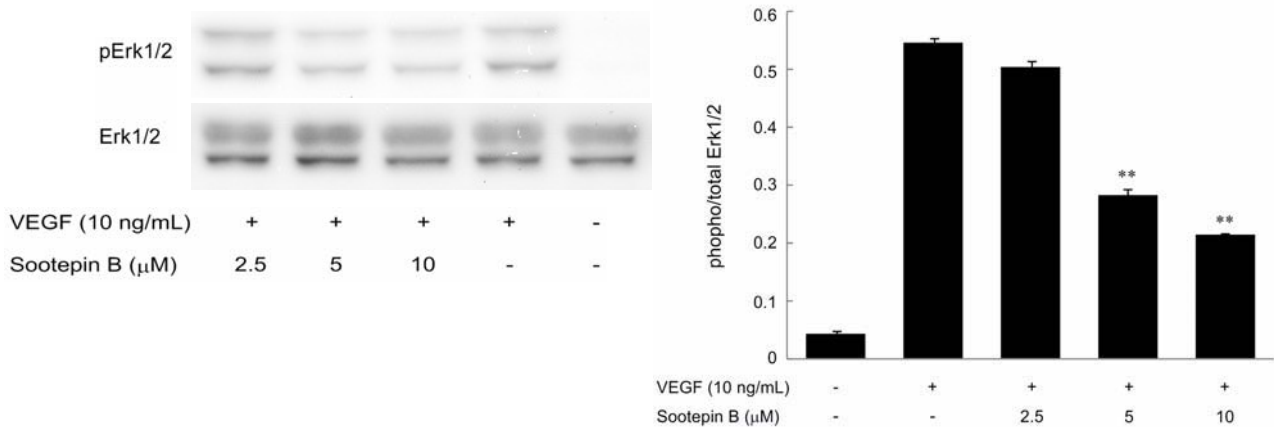 pErk1/2
Erk1/2
VEGF (10 ng/mL) + + + + -
Sootepin B (μM) 2.5 5 10 - -
phopho/total Erk1/2
0.6
0.5
0.4
0.3
0.2
0.1
0
**
**
VEGF (10 ng/mL) - + + + +
Sootepin B (μM) - - 2.5 5 10